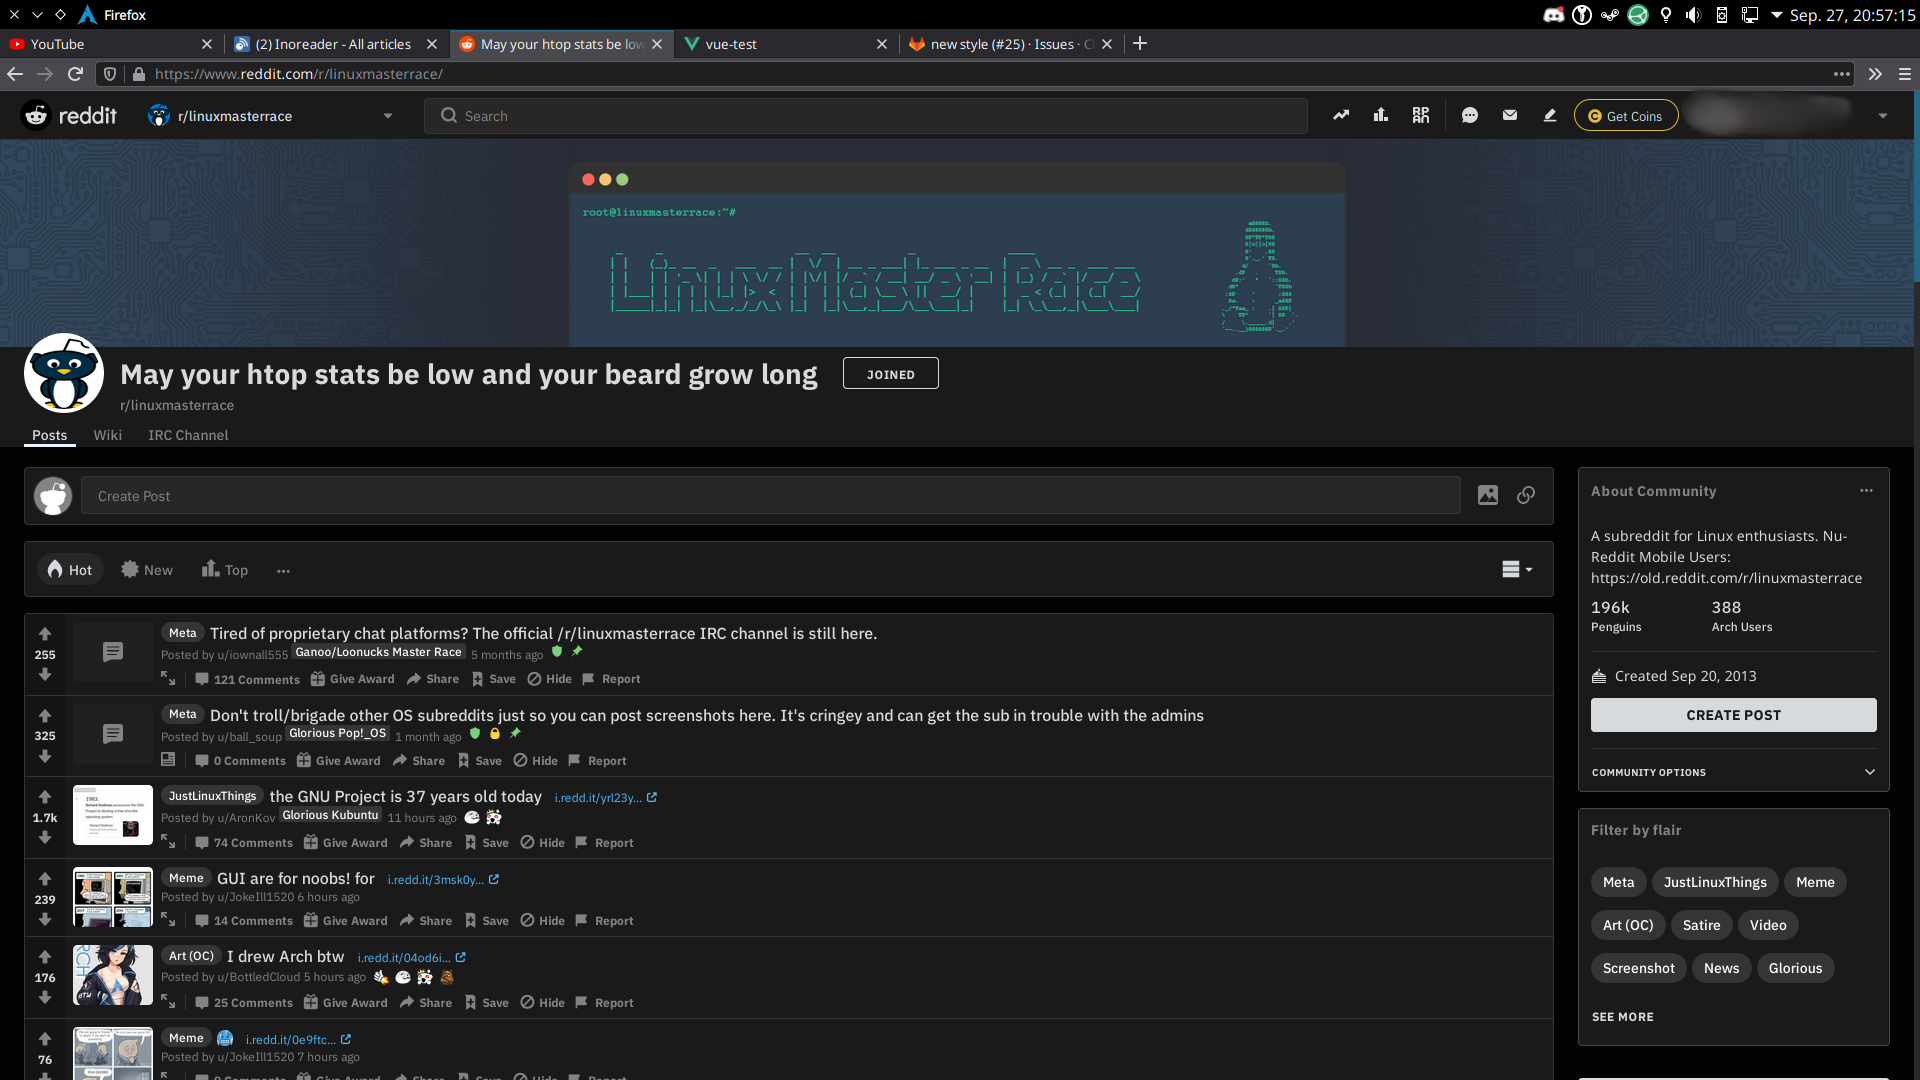 Firefox
Sep. 27, 20:57:15
YouTube
(2) Inoreader - All articles
May your htop stats be low
vue-test
new style (#25) · Issues ·
https://www.reddit.com/r/linuxmasterrace/
reddit
r/linuxmasterrace
Search
RPAN
Get Coins
root@linuxmasterrace:~#
Linux Master Race
May your htop stats be low and your beard grow long
JOINED
r/linuxmasterrace
Posts
Wiki
IRC Channel
Create Post
Hot
New
Top
Meta
Tired of proprietary chat platforms? The official /r/linuxmasterrace IRC channel is still here.
255
Posted by u/iownall555 Ganoo/Loonucks Master Race 5 months ago
121 Comments Give Award Share Save Hide Report
Meta
Don't troll/brigade other OS subreddits just so you can post screenshots here. It's cringey and can get the sub in trouble with the admins
325
Posted by u/ball_soup Glorious Pop!_OS 1 month ago
0 Comments Give Award Share Save Hide Report
JustLinuxThings
the GNU Project is 37 years old today
i.redd.it/yrl23y...
1.7k
Posted by u/AronKov Glorious Kubuntu 11 hours ago
74 Comments Give Award Share Save Hide Report
Meme
GUI are for noobs! for
i.redd.it/3msk0y...
239
Posted by u/JokeIll1520 6 hours ago
14 Comments Give Award Share Save Hide Report
Art (OC)
I drew Arch btw
i.redd.it/04od6i...
176
Posted by u/BottledCloud 5 hours ago
25 Comments Give Award Share Save Hide Report
Meme
i.redd.it/0e9ftc...
76
Posted by u/JokeIll1520 7 hours ago
About Community
A subreddit for Linux enthusiasts. Nu-
Reddit Mobile Users:
https://old.reddit.com/r/linuxmasterrace
196k
388
Penguins
Arch Users
Created Sep 20, 2013
CREATE POST
COMMUNITY OPTIONS
Filter by flair
Meta
JustLinuxThings
Meme
Art (OC)
Satire
Video
Screenshot
News
Glorious
SEE MORE